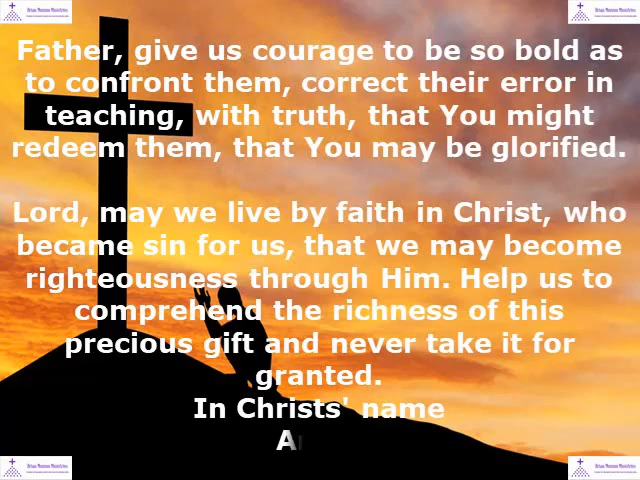 Father, give us courage to be so bold as
to confront them, correct their error in
teaching, with truth, that You might
redeem them, that You may be glorified.
Lord, may we live by faith in Christ, who
became sin for us, that we may become
righteousness through Him. Help us to
comprehend the richness of this
precious gift and never take it for
granted.
In Christs' name
A